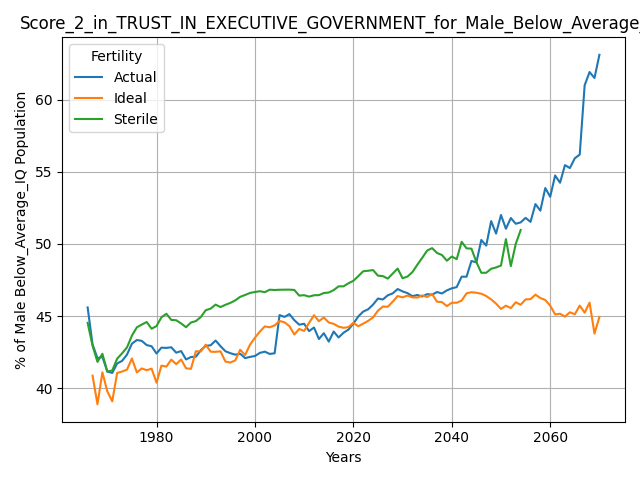 Score_2_in_TRUST_IN_EXECUTIVE_GOVERNMENT_for_Male_Below_Average_
Fertility
Actual
Ideal
Sterile
% of Male Below_Average_IQ Population
60
55
50
45
40
1980
2000
2020
2040
2060
Years